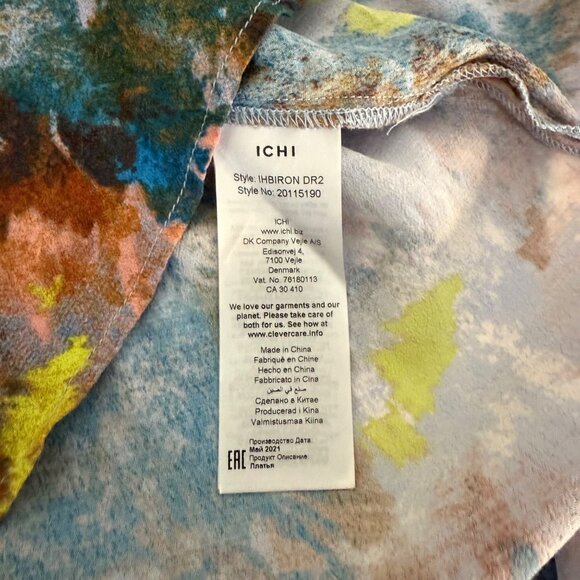 ICHI
Style: IHBIRON DR2
Style No: 20115190
ICHI
www.ichi.biz
DK Company Vejle A/S
Edisonvej 4,
7100 Vejle
Denmark
Vat. No. 76180113
CA 30 410
We love our garments and our
planet. Please take care of
both for us. See how at
www.clevercare.info
Made in China
Fabriqué en Chine
Hecho en China
Fabbricato in Cina
صنع في الصين
Сделано в Китае
Producerad i Kina
Valmistusmaa Kiina
Производство Дата:
Май 2021
EAC Продукт Описание:
Платья